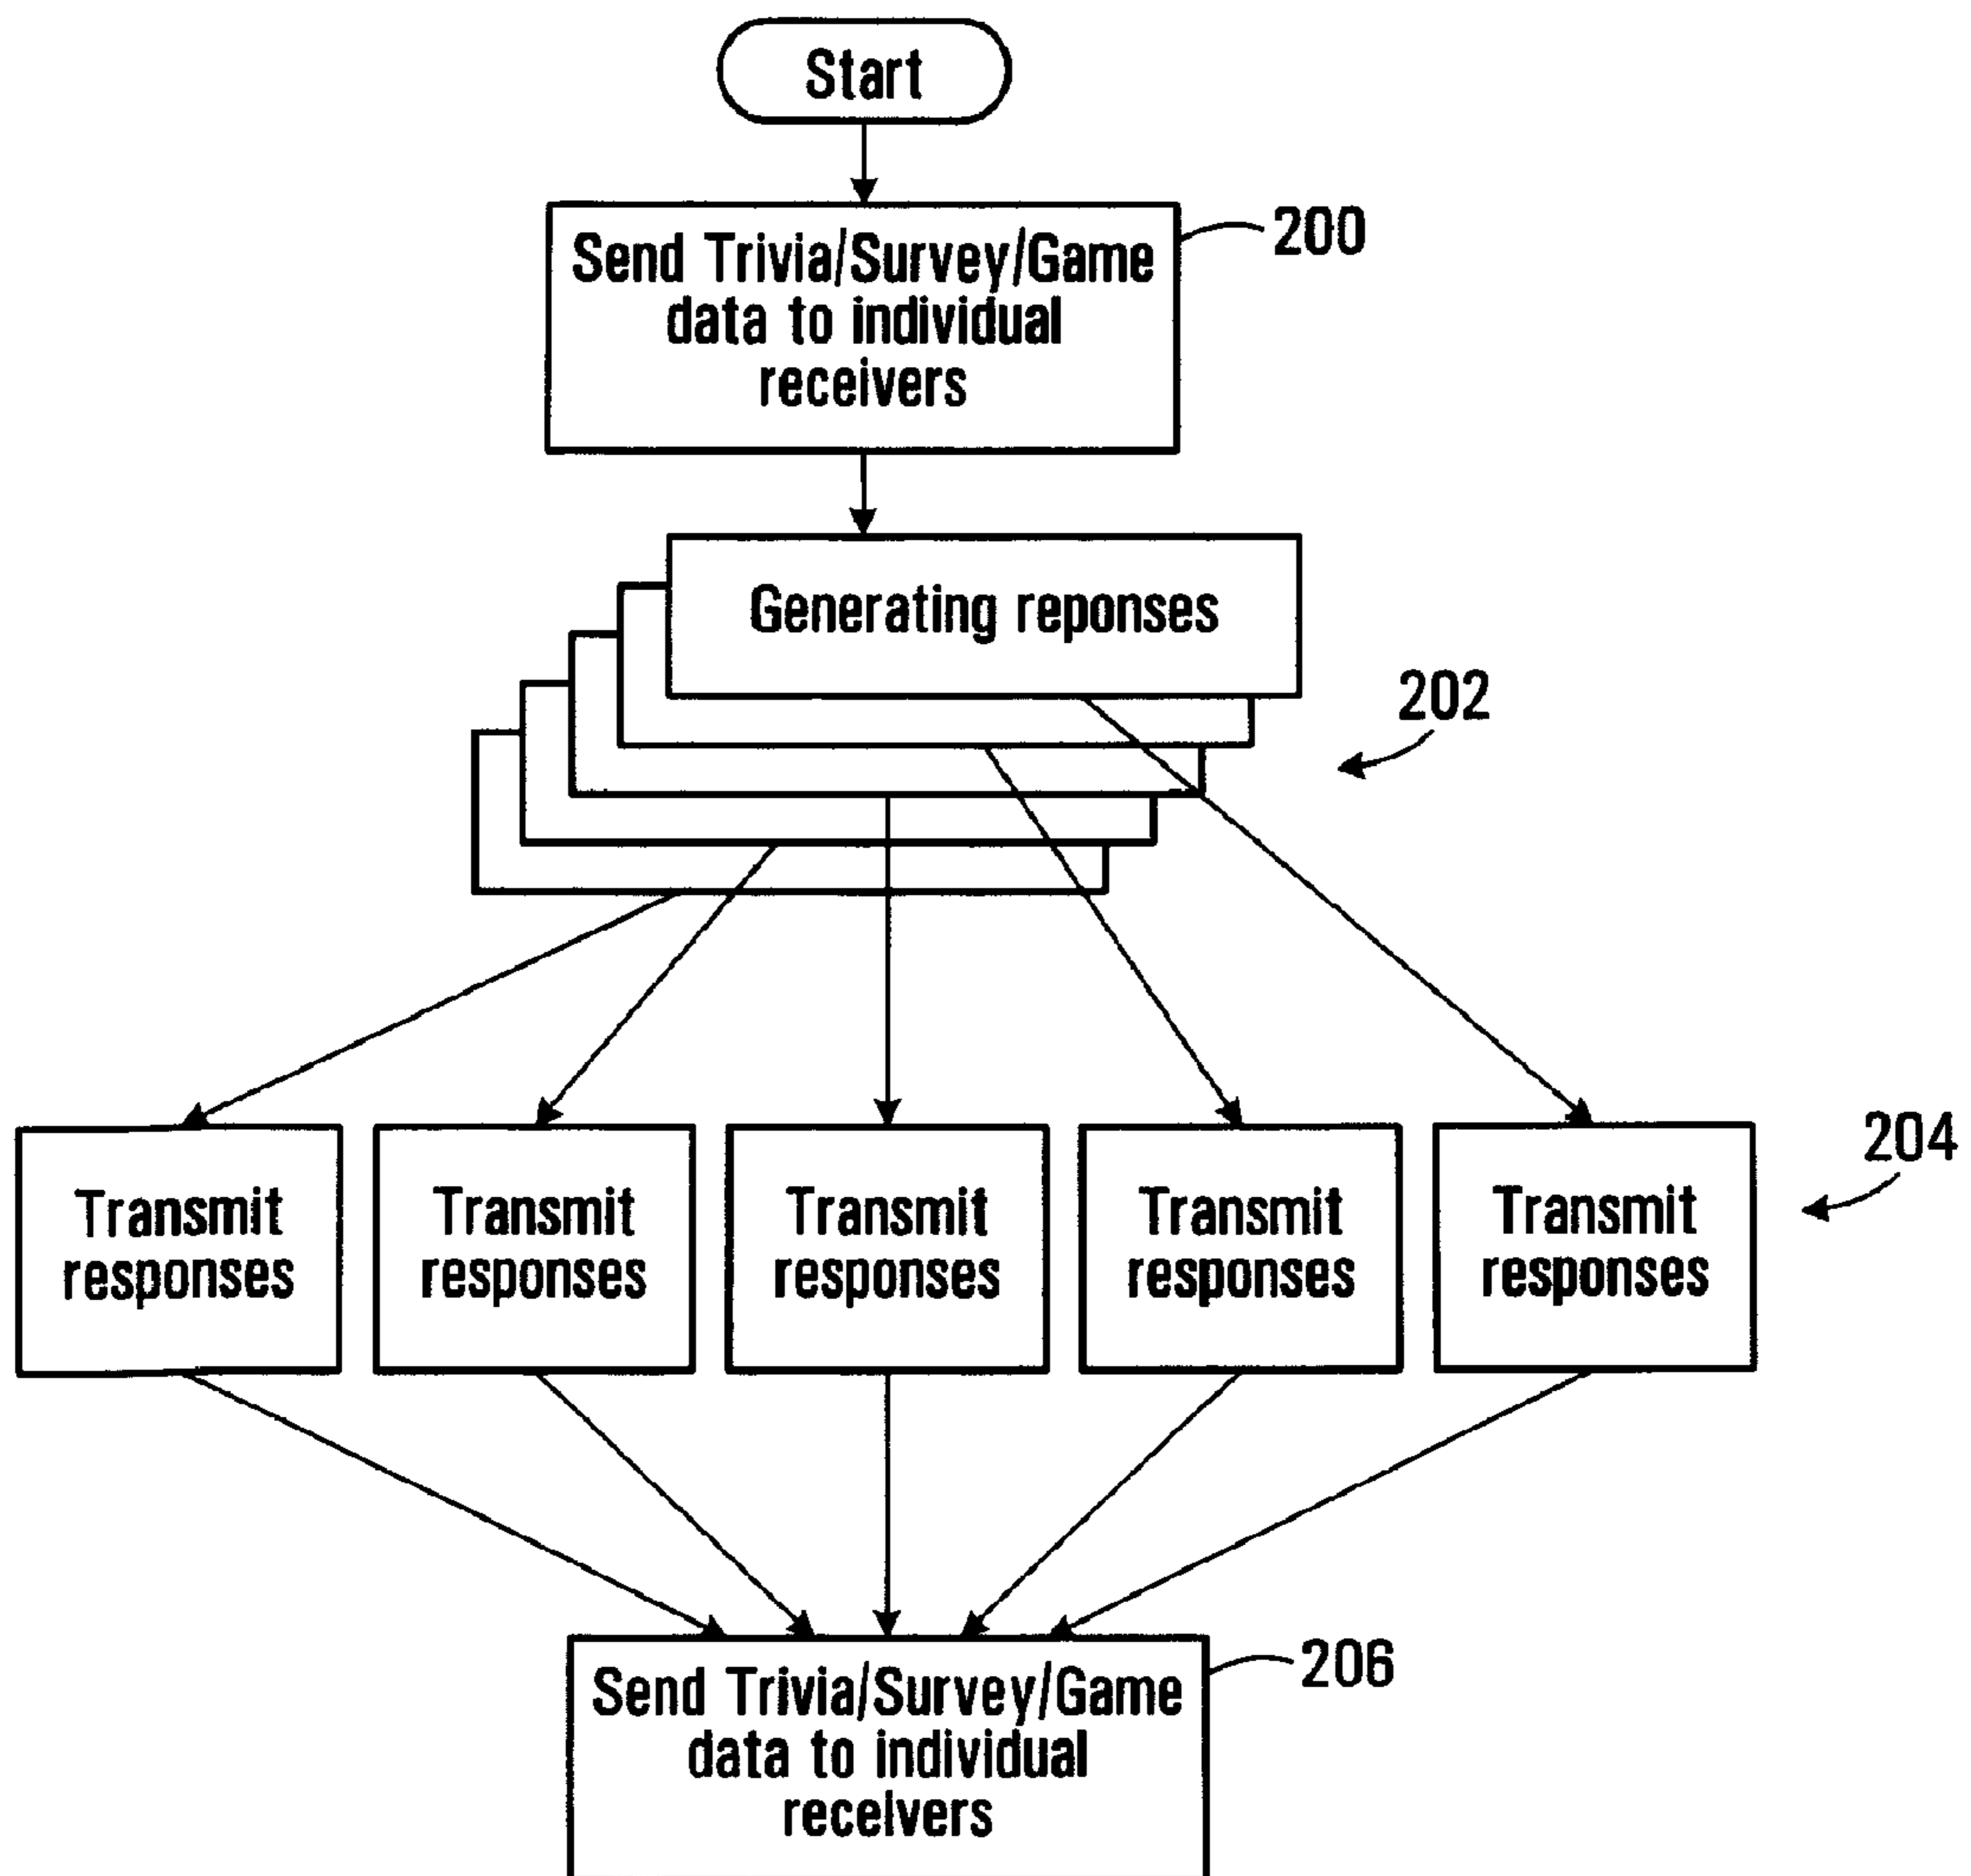 Start
200
Send Trivia/Survey/Game
data to individual
receivers
Generating reponses
202
204
Transmit
responses
Transmit
responses
Transmit
responses
Transmit
responses
Transmit
responses
206
Send Trivia/Survey/Game
data to individual
receivers